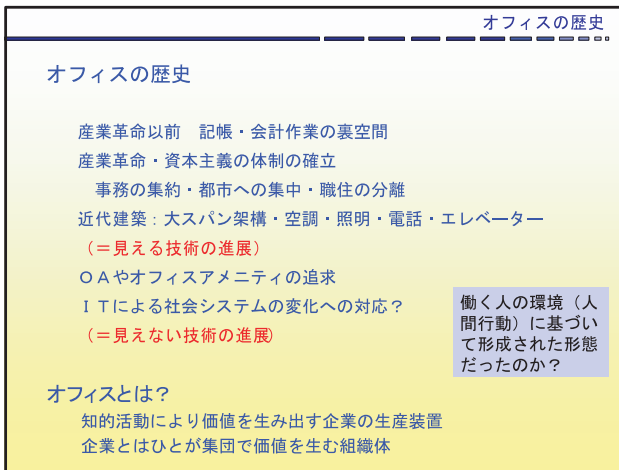 オフィスの歴史
オフィスの歴史
産業革命以前　記帳・会計作業の裏空間
産業革命・資本主義の体制の確立
事務の集約・都市への集中・職住の分離
近代建築：大スパン架構・空調・照明・電話・エレベーター
（＝見える技術の進展）
ＯＡやオフィスアメニティの追求
ＩＴによる社会システムの変化への対応？
（＝見えない技術の進展）
働く人の環境（人
間行動）に基づい
て形成された形態
だったのか？
オフィスとは？
知的活動により価値を生み出す企業の生産装置
企業とはひとが集団で価値を生む組織体